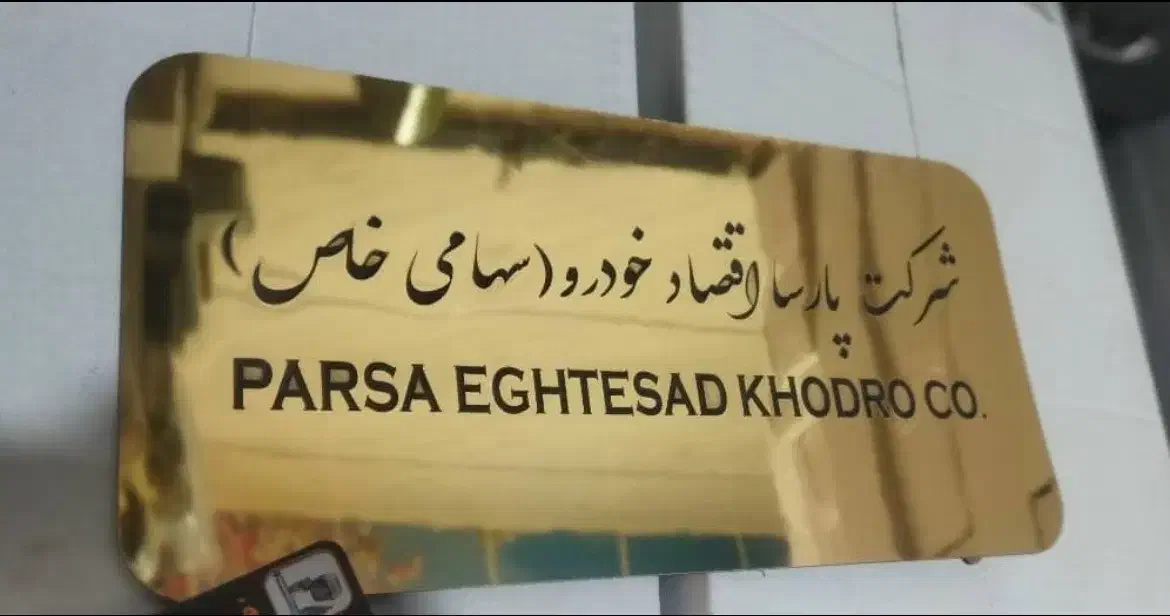 شرکت پارسا اقتصاد خودرو (سهامی خاص)
PARSA EGHTESAD KHODRO CO.